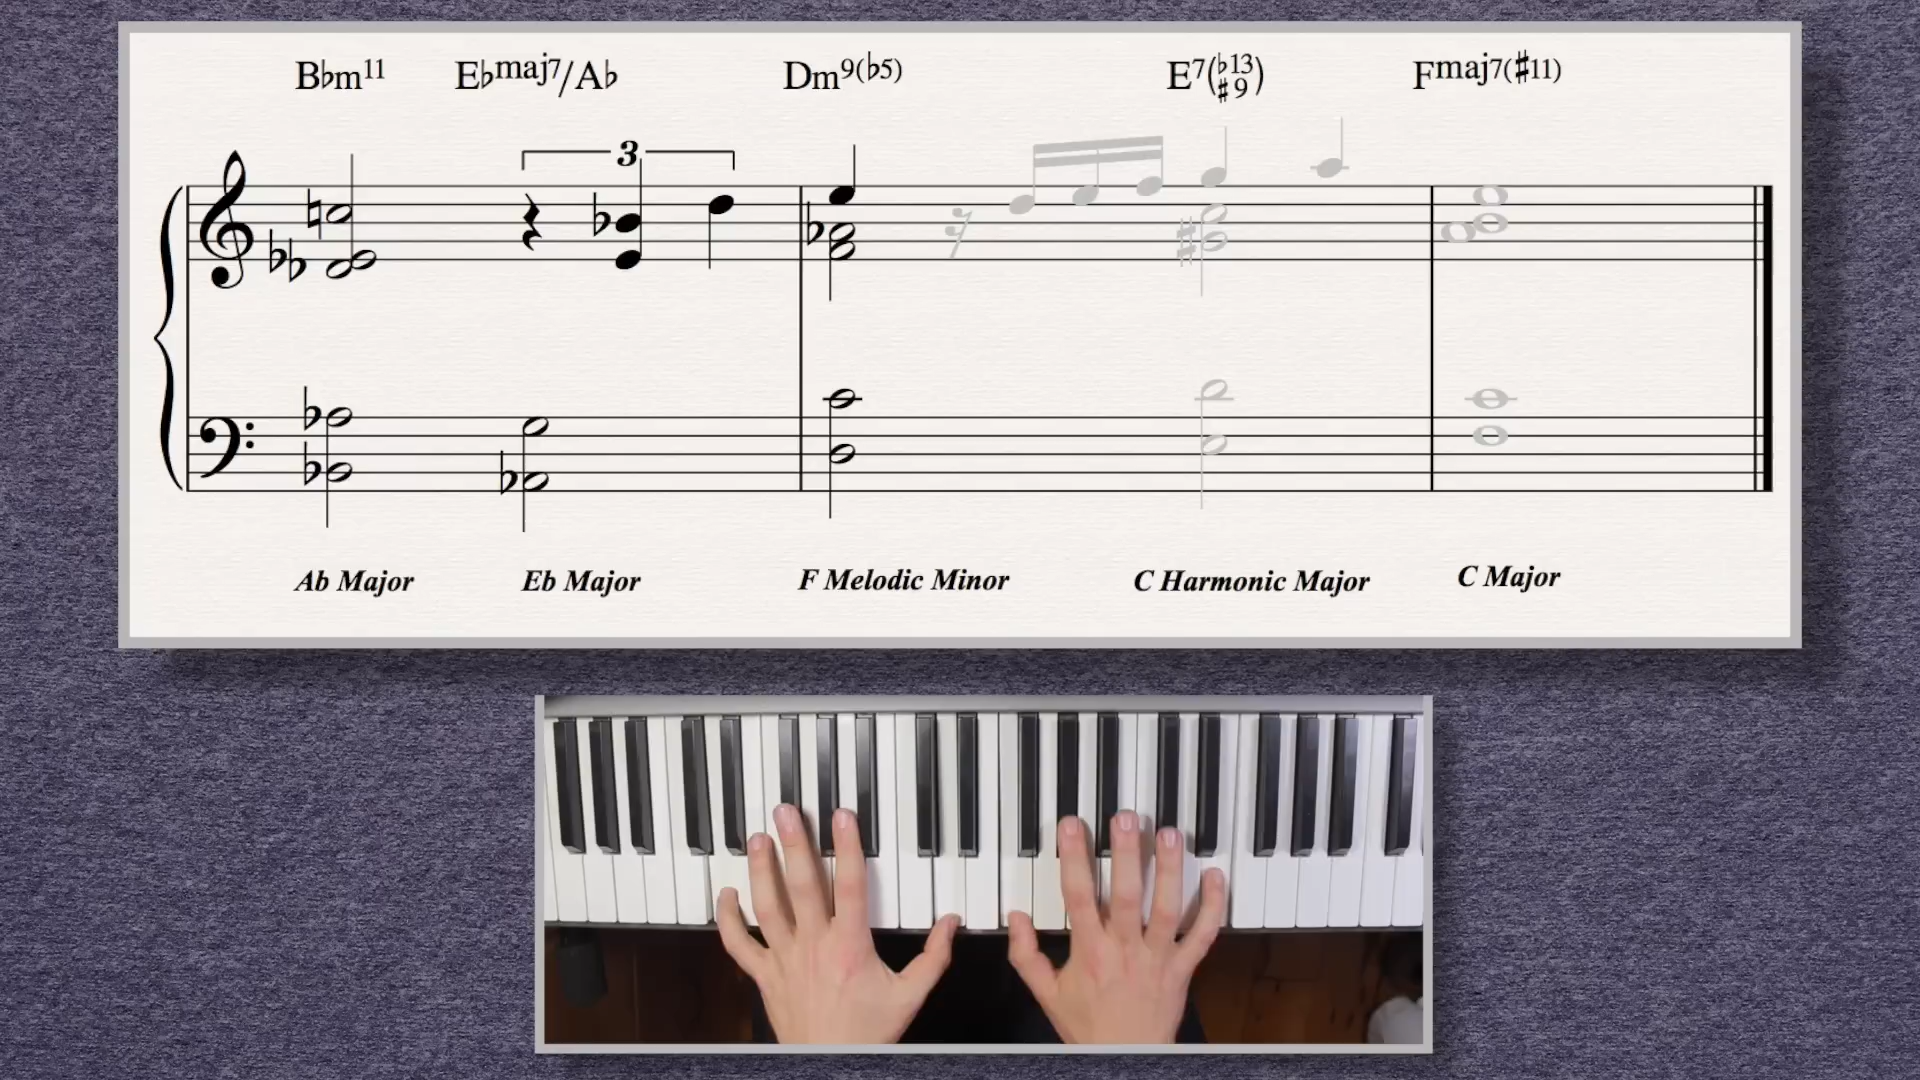 B♭m11 E♭maj7/A♭ Dm9(♭5) E7(♭13 ♯9) Fmaj7(♯11)
3
Ab Major Eb Major F Melodic Minor C Harmonic Major C Major